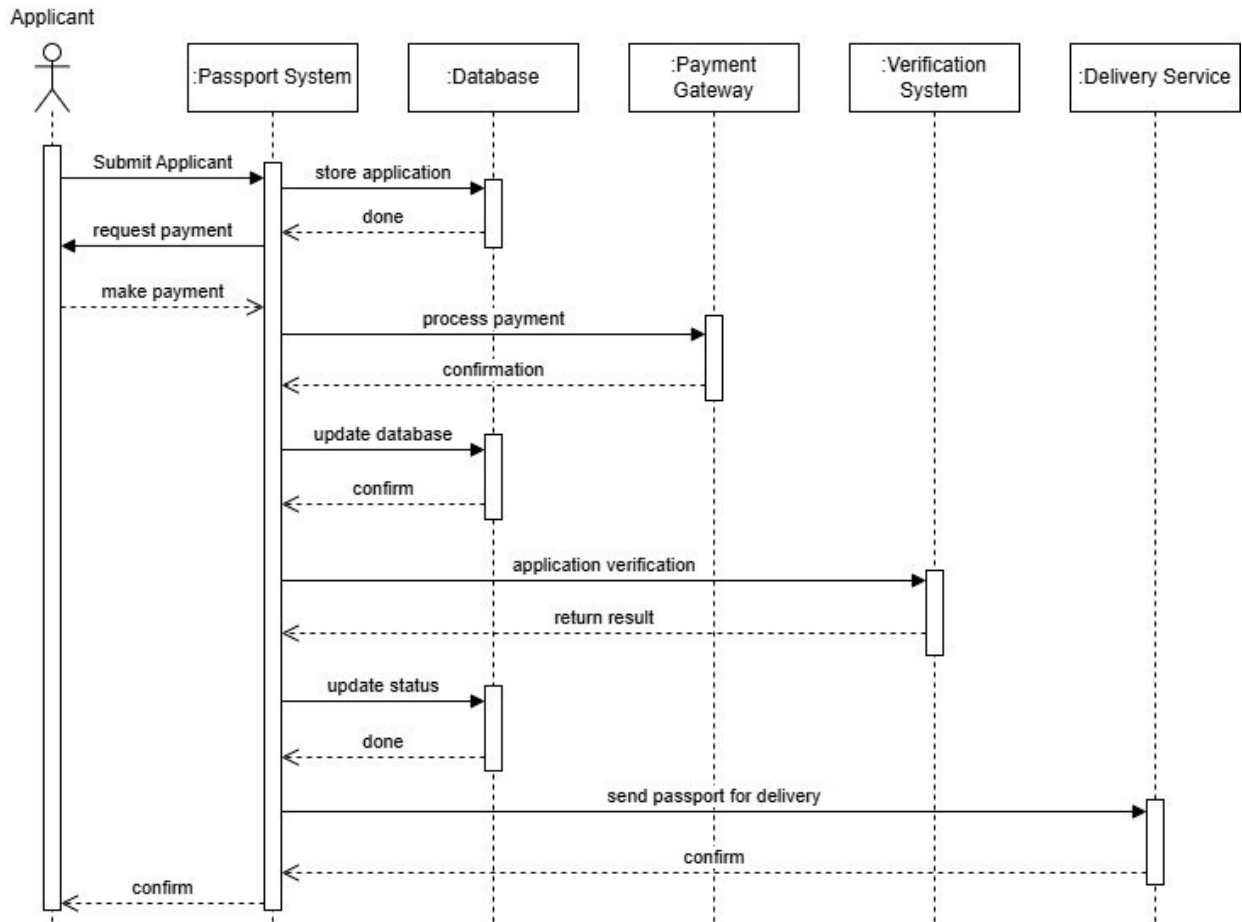 Applicant
:Passport System
:Database
:Payment
Gateway
:Verification
System
:Delivery Service
Submit Applicant
store application
done
request payment
make payment
process payment
confirmation
update database
confirm
application verification
return result
update status
done
send passport for delivery
confirm
confirm